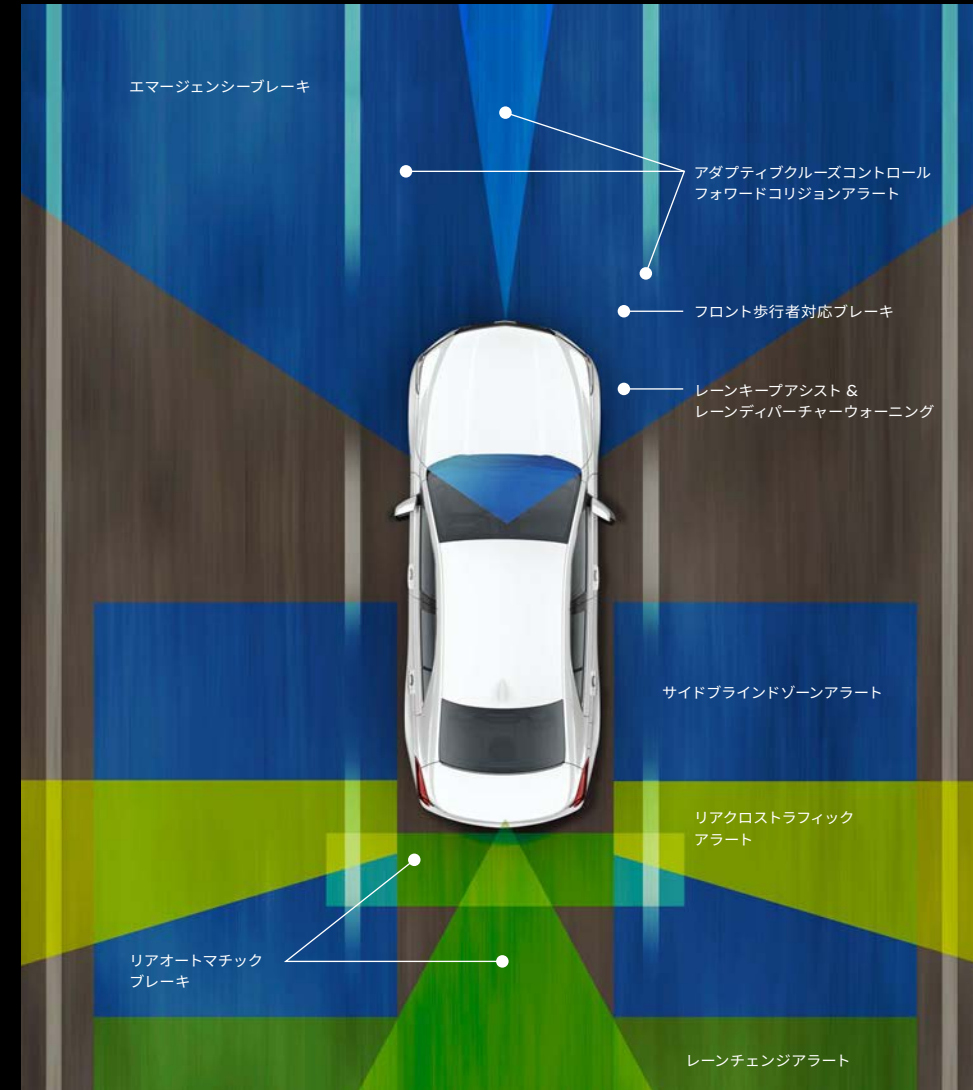 エマージェンシーブレーキ
アダプティブクルーズコントロール
フォワードコリジョンアラート
フロント歩行者対応ブレーキ
レーンキープアシスト &
レーンディパーチャーウォーニング
サイドブラインドゾーンアラート
リアクロストラフィック
アラート
リアオートマチック
ブレーキ
レーンチェンジアラート